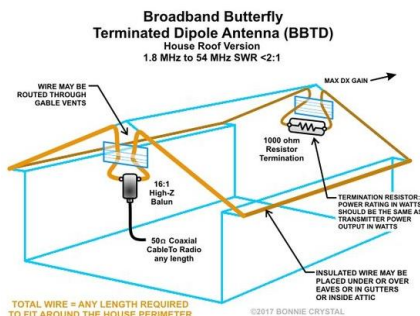 Broadband Butterfly
Terminated Dipole Antenna (BBTD)
House Roof Version
1.8 MHz to 54 MHz SWR <2:1
MAX DX GAIN
WIRE MAY BE
ROUTED THROUGH
GABLE VENTS
1000 ohm
Resistor
Termination
16:1
High-Z
Balun
TERMINATION RESISTOR:
POWER RATING IN WATTS
SHOULD BE THE SAME AS
TRANSMITTER POWER
OUTPUT IN WATTS
50Ω Coaxial
CableTo Radio
any length
INSULATED WIRE MAY BE
PLACED UNDER OR OVER
EAVES OR IN GUTTERS
OR INSIDE ATTIC
TOTAL WIRE = ANY LENGTH REQUIRED
TO FIT AROUND THE HOUSE PERIMETER
©2017 BONNIE CRYSTAL